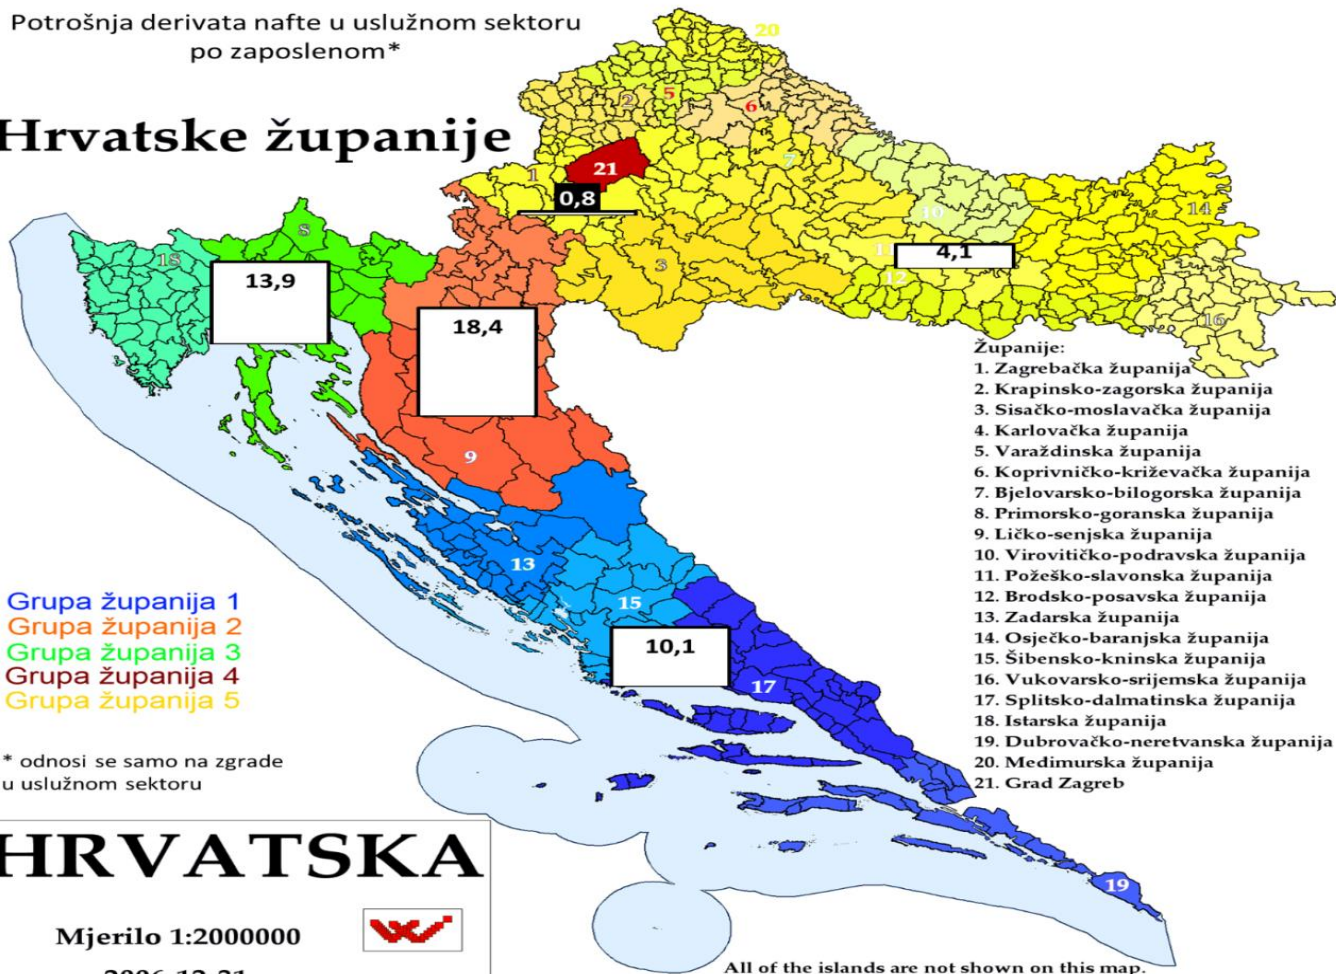 Potrošnja derivata nafte u uslužnom sektoru
po zaposlenom*
Hrvatske županije
20
2
5
6
1
21
7
0,8
8
18
10
14
3
11
4,1
12
13,9
16
18,4
9
13
15
10,1
17
19
Županije:
1. Zagrebačka županija
2. Krapinsko-zagorska županija
3. Sisačko-moslavačka županija
4. Karlovačka županija
5. Varaždinska županija
6. Koprivničko-križevačka županija
7. Bjelovarsko-bilogorska županija
8. Primorsko-goranska županija
9. Ličko-senjska županija
10. Virovitičko-podravska županija
11. Požeško-slavonska županija
12. Brodsko-posavska županija
13. Zadarska županija
14. Osječko-baranjska županija
15. Šibensko-kninska županija
16. Vukovarsko-srijemska županija
17. Splitsko-dalmatinska županija
18. Istarska županija
19. Dubrovačko-neretvanska županija
20. Međimurska županija
21. Grad Zagreb
Grupa županija 1
Grupa županija 2
Grupa županija 3
Grupa županija 4
Grupa županija 5
* odnosi se samo na zgrade
u uslužnom sektoru
HRVATSKA
Mjerilo 1:2000000
2006-12-31
All of the islands are not shown on this map.